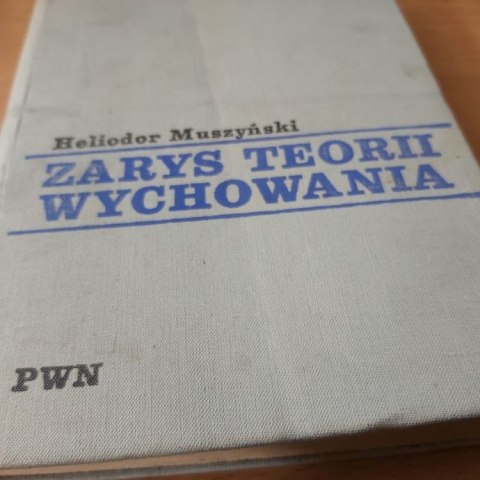 Heliodor Muszyński
ZARYS TEORII
WYCHOWANIA
PWN